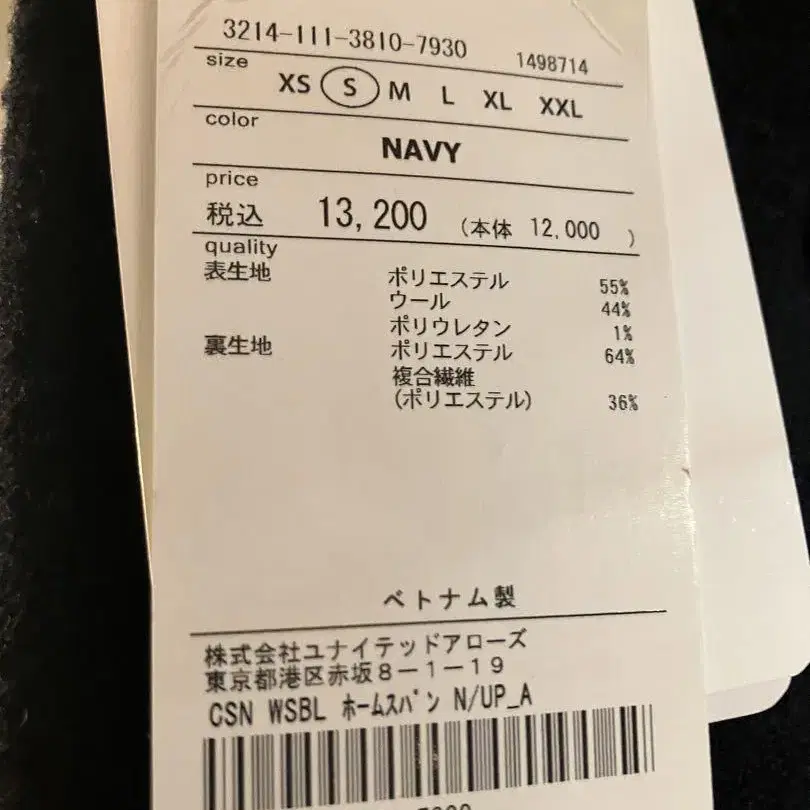 3214-111-3810-7930 1498714
size
XS S M L XL XXL
color
NAVY
price
税込 13,200 (本体 12,000 )
quality
表生地 ポリエステル 55%
ウール 44%
ポリウレタン 1%
裏生地 ポリエステル 64%
複合繊維
(ポリエステル) 36%
ベトナム製
株式会社ユナイテッドアローズ
東京都港区赤坂8-1-19
CSN WSBL ﾎｰﾑｽﾊﾟﾝ N/UP_A